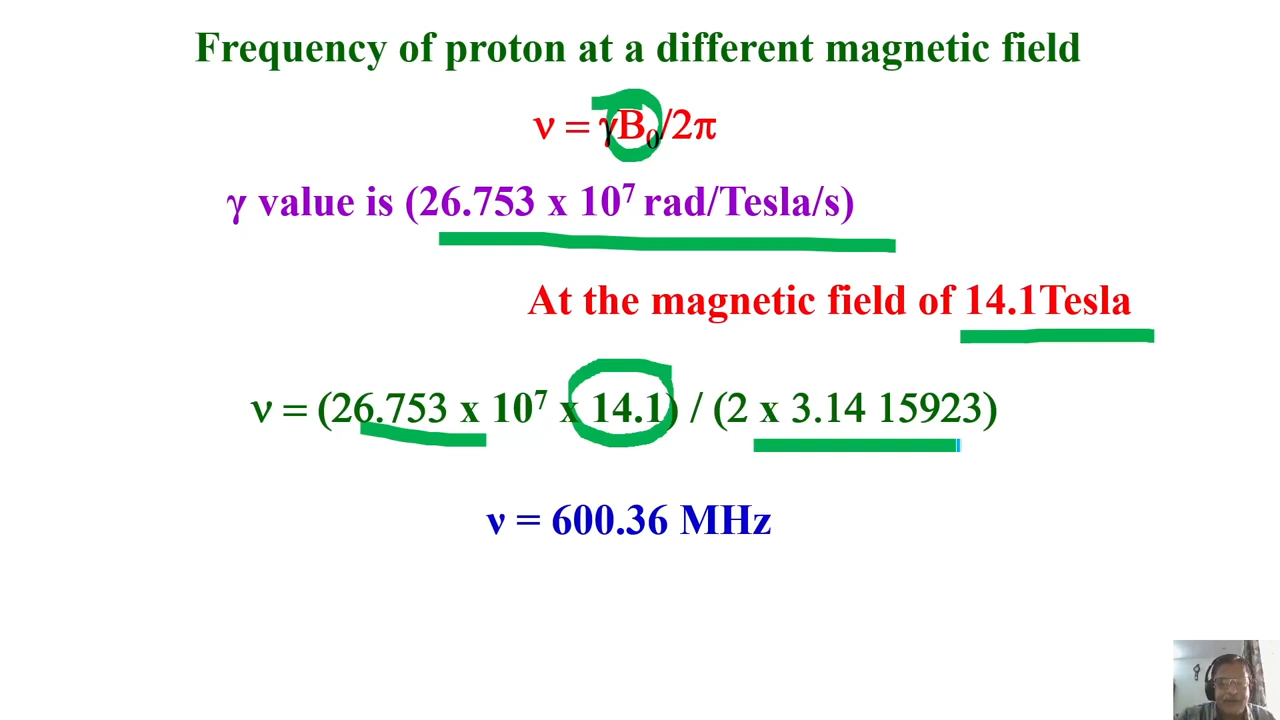 Frequency of proton at a different magnetic field
ν = γB₀/2π
γ value is (26.753 x 10⁷ rad/Tesla/s)
At the magnetic field of 14.1Tesla
ν = (26.753 x 10⁷ x 14.1) / (2 x 3.14 15923)
ν = 600.36 MHz